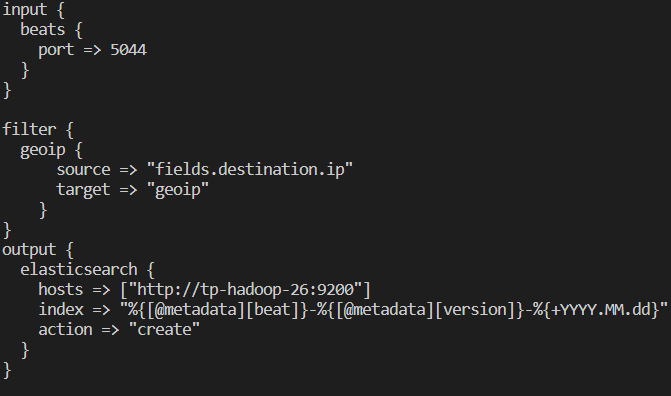 input {
  beats {
    port => 5044
  }
}

filter {
  geoip {
      source => "fields.destination.ip"
      target => "geoip"
    }
}
output {
  elasticsearch {
    hosts => ["http://tp-hadoop-26:9200"]
    index => "%{[@metadata][beat]}-%{[@metadata][version]}-%{+YYYY.MM.dd}"
    action => "create"
  }
}